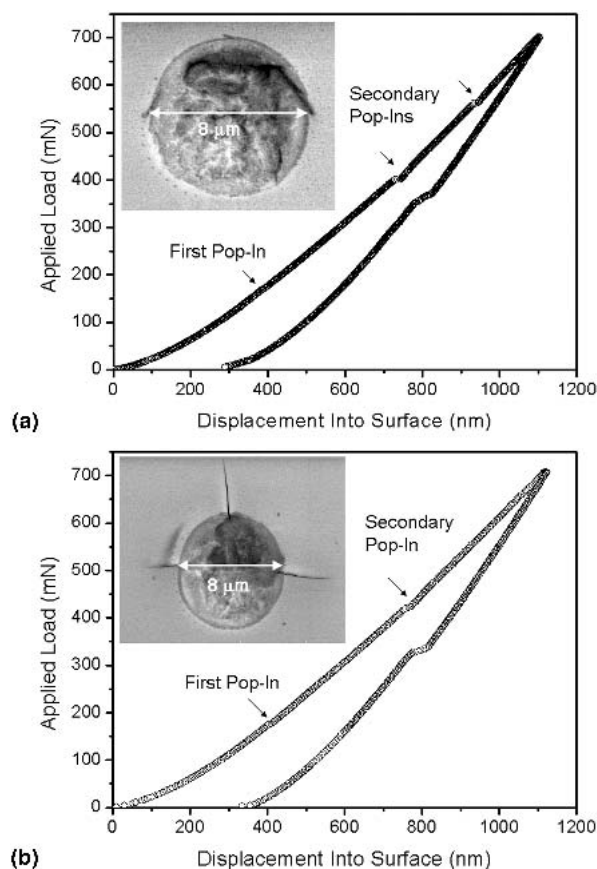 (a)
700
600
500
400
300
200
100
0
Applied Load (mN)
8 μm
Secondary
Pop-Ins
First Pop-In
0 200 400 600 800 1000 1200
Displacement Into Surface (nm)
(b)
700
600
500
400
300
200
100
0
Applied Load (mN)
8 μm
Secondary
Pop-In
First Pop-In
0 200 400 600 800 1000 1200
Displacement Into Surface (nm)